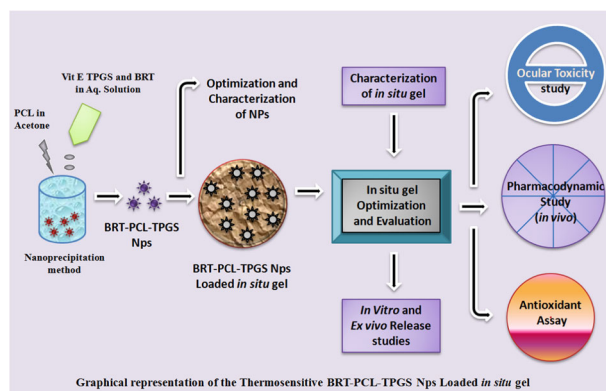 Vit E TPGS and BRT
in Aq. Solution
PCL in
Acetone
Nanoprecipitation
method
BRT-PCL-TPGS
Nps
Optimization and
Characterization
of NPs
BRT-PCL-TPGS Nps
Loaded in situ gel
Characterization
of in situ gel
In situ gel
Optimization
and Evaluation
In Vitro and
Ex vivo Release
studies
Ocular Toxicity
study
Pharmacodynamic
Study
(in vivo)
Antioxidant
Assay
Graphical representation of the Thermosensitive BRT-PCL-TPGS Nps Loaded in situ gel